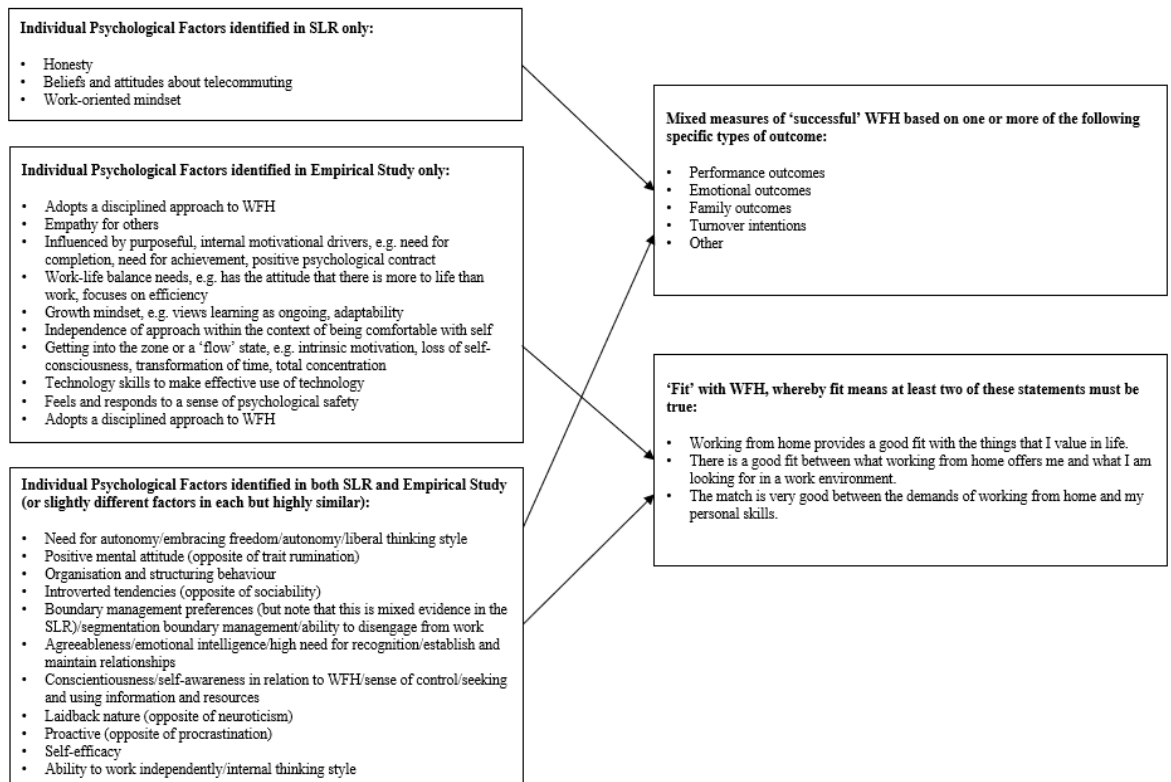 Individual Psychological Factors identified in SLR only:
• Honesty
• Beliefs and attitudes about telecommuting
• Work-oriented mindset
Individual Psychological Factors identified in Empirical Study only:
• Adopts a disciplined approach to WFH
• Empathy for others
• Influenced by purposeful, internal motivational drivers, e.g. need for
completion, need for achievement, positive psychological contract
• Work-life balance needs, e.g. has the attitude that there is more to life than
work, focuses on efficiency
• Growth mindset, e.g. views learning as ongoing, adaptability
• Independence of approach within the context of being comfortable with self
• Getting into the zone or a ‘flow’ state, e.g. intrinsic motivation, loss of self-
consciousness, transformation of time, total concentration
• Technology skills to make effective use of technology
• Feels and responds to a sense of psychological safety
• Adopts a disciplined approach to WFH
Individual Psychological Factors identified in both SLR and Empirical Study
(or slightly different factors in each but highly similar):
• Need for autonomy/embracing freedom/autonomy/liberal thinking style
• Positive mental attitude (opposite of trait rumination)
• Organisation and structuring behaviour
• Introverted tendencies (opposite of sociability)
• Boundary management preferences (but note that this is mixed evidence in the
SLR)/segmentation boundary management/ability to disengage from work
• Agreeableness/emotional intelligence/high need for recognition/establish and
maintain relationships
• Conscientiousness/self-awareness in relation to WFH/sense of control/seeking
and using information and resources
• Laidback nature (opposite of neuroticism)
• Proactive (opposite of procrastination)
• Self-efficacy
• Ability to work independently/internal thinking style
Mixed measures of ‘successful’ WFH based on one or more of the following
specific types of outcome:
• Performance outcomes
• Emotional outcomes
• Family outcomes
• Turnover intentions
• Other
‘Fit’ with WFH, whereby fit means at least two of these statements must be
true:
• Working from home provides a good fit with the things that I value in life.
• There is a good fit between what working from home offers me and what I am
looking for in a work environment.
• The match is very good between the demands of working from home and my
personal skills.